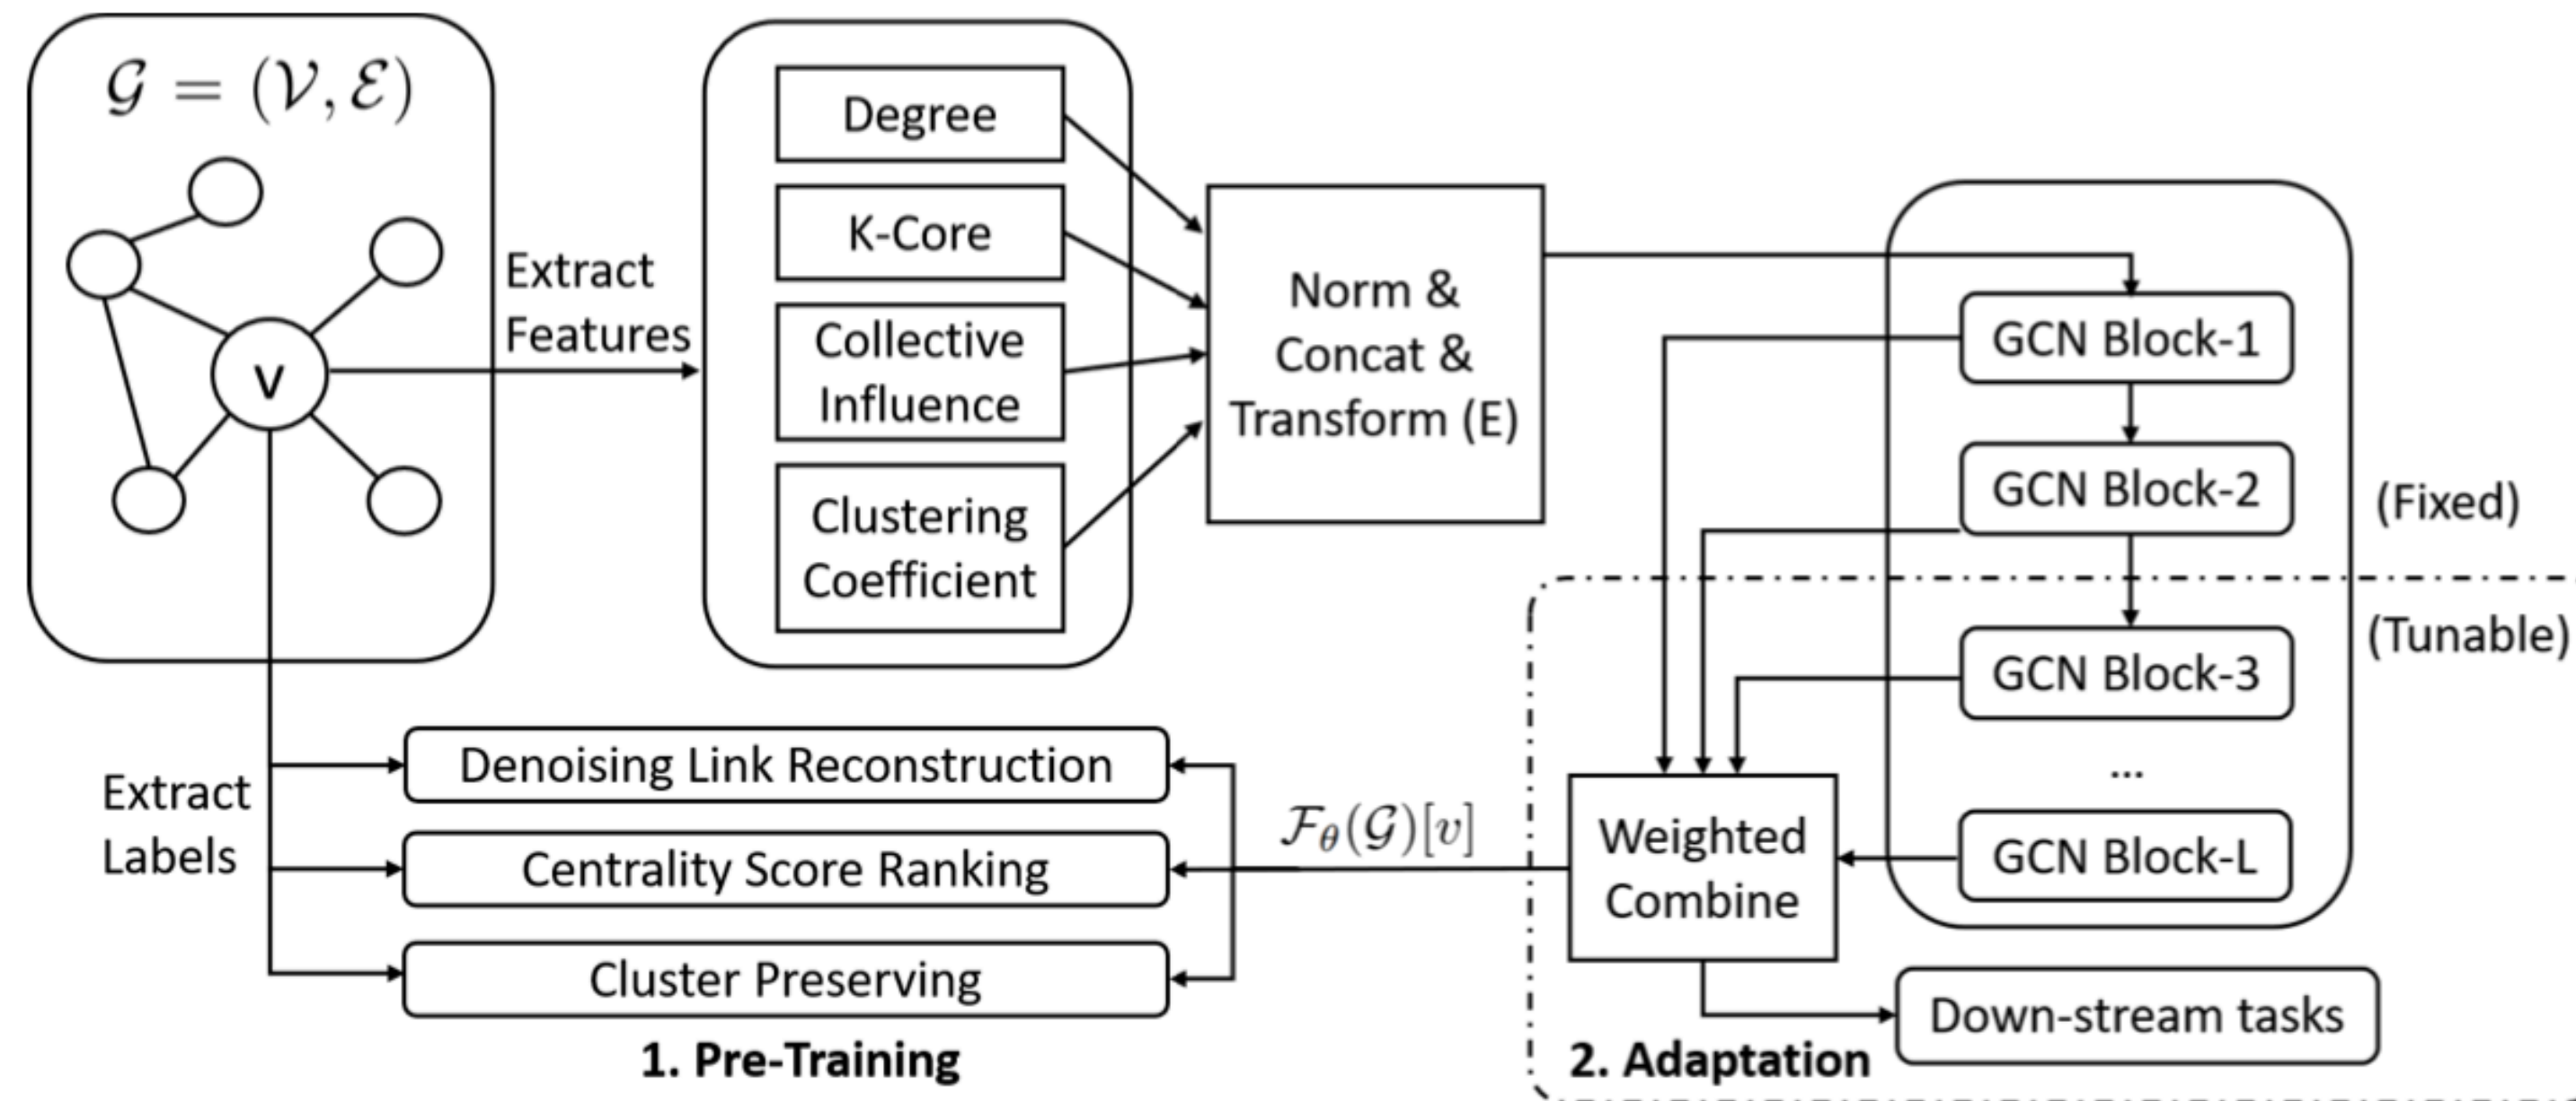 𝒢 = (𝒱, ℰ)
v
Extract
Features
Degree
K-Core
Collective
Influence
Clustering
Coefficient
Norm &
Concat &
Transform (E)
GCN Block-1
GCN Block-2
(Fixed)
(Tunable)
GCN Block-3
...
GCN Block-L
Weighted
Combine
Down-stream tasks
2. Adaptation
ℱ_θ(𝒢)[v]
Extract
Labels
Denoising Link Reconstruction
Centrality Score Ranking
Cluster Preserving
1. Pre-Training